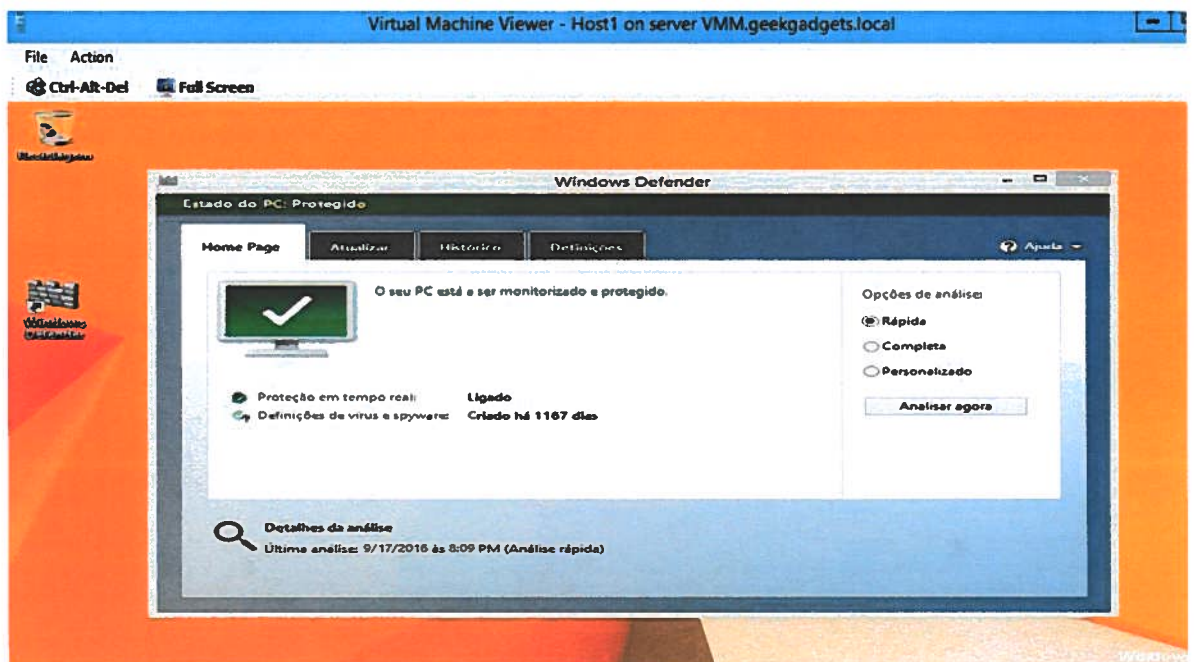 Virtual Machine Viewer - Host1 on server VMM.geekgadgets.local
File Action
Ctrl-Alt-Del Full Screen
Windows Defender
Estado do PC: Protegido
Home Page Atualizar Histórico Definições Ajuda
O seu PC está a ser monitorizado e protegido.
Opções de análise:
Rápida
Completa
Personalizado
Analisar agora
Proteção em tempo real: Ligado
Definições de vírus e spyware: Criado há 1167 dias
Detalhes da análise
Última análise: 9/17/2016 às 8:09 PM (Análise rápida)